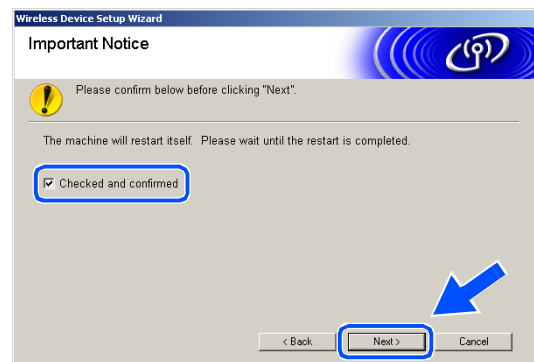 Wireless Device Setup Wizard
Important Notice
Please confirm below before clicking "Next".
The machine will restart itself. Please wait until the restart is completed.
Checked and confirmed
< Back
Next >
Cancel